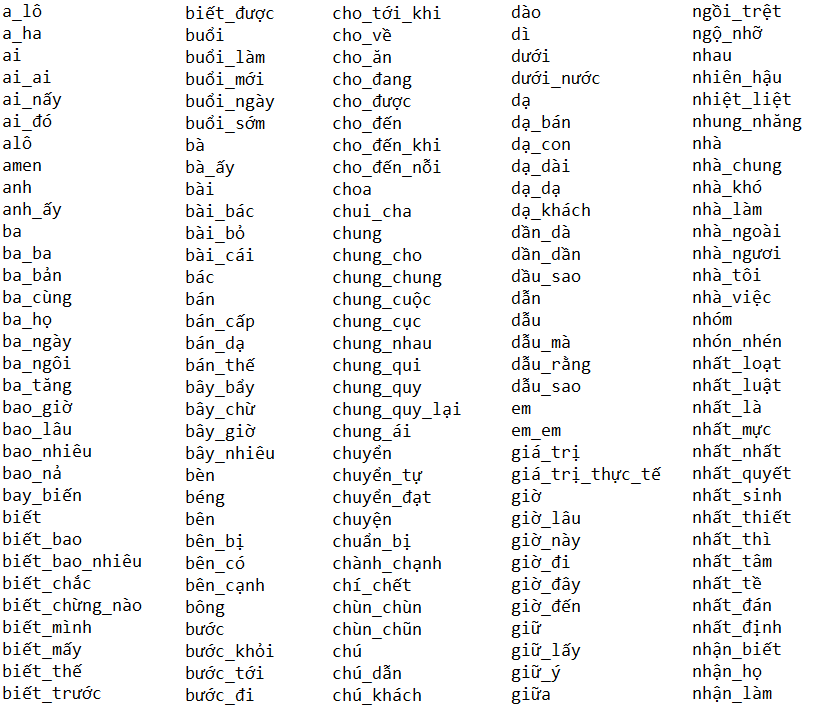 a_lô
a_ha
ai
ai_ai
ai_nấy
ai_đó
alô
amen
anh
anh_ấy
ba
ba_ba
ba_bản
ba_cùng
ba_họ
ba_ngày
ba_ngôi
ba_tăng
bao_giờ
bao_lâu
bao_nhiêu
bao_nả
bay_biến
biết
biết_bao
biết_bao_nhiêu
biết_chắc
biết_chừng_nào
biết_mình
biết_mấy
biết_thế
biết_trước
biết_được
buổi
buổi_làm
buổi_mới
buổi_ngày
buổi_sớm
bà
bà_ấy
bài
bài_bác
bài_bỏ
bài_cái
bác
bán
bán_cấp
bán_dạ
bán_thế
bây_bẩy
bây_chừ
bây_giờ
bây_nhiêu
bèn
béng
bên
bên_bị
bên_có
bên_cạnh
bông
bước
bước_khỏi
bước_tới
bước_đi
cho_tới_khi
cho_về
cho_ăn
cho_đang
cho_được
cho_đến
cho_đến_khi
cho_đến_nỗi
choa
chui_cha
chung
chung_cho
chung_chung
chung_cuộc
chung_cục
chung_nhau
chung_qui
chung_quy
chung_quy_lại
chung_ái
chuyển
chuyển_tự
chuyển_đạt
chuyện
chuẩn_bị
chành_chạnh
chí_chết
chùn_chùn
chùn_chũn
chú
chú_dẫn
chú_khách
dào
dì
dưới
dưới_nước
dạ
dạ_bán
dạ_con
dạ_dài
dạ_dạ
dạ_khách
dần_dà
dần_dần
dầu_sao
dẫn
dẫu
dẫu_mà
dẫu_rằng
dẫu_sao
em
em_em
giá_trị
giá_trị_thực_tế
giờ
giờ_lâu
giờ_này
giờ_đi
giờ_đây
giờ_đến
giữ
giữ_lấy
giữ_ý
giữa
ngồi_trệt
ngộ_nhỡ
nhau
nhiên_hậu
nhiệt_liệt
nhung_nhăng
nhà
nhà_chung
nhà_khó
nhà_làm
nhà_ngoài
nhà_ngươi
nhà_tôi
nhà_việc
nhóm
nhón_nhén
nhất_loạt
nhất_luật
nhất_là
nhất_mực
nhất_nhất
nhất_quyết
nhất_sinh
nhất_thiết
nhất_thì
nhất_tâm
nhất_tề
nhất_đán
nhất_định
nhận_biết
nhận_họ
nhận_làm